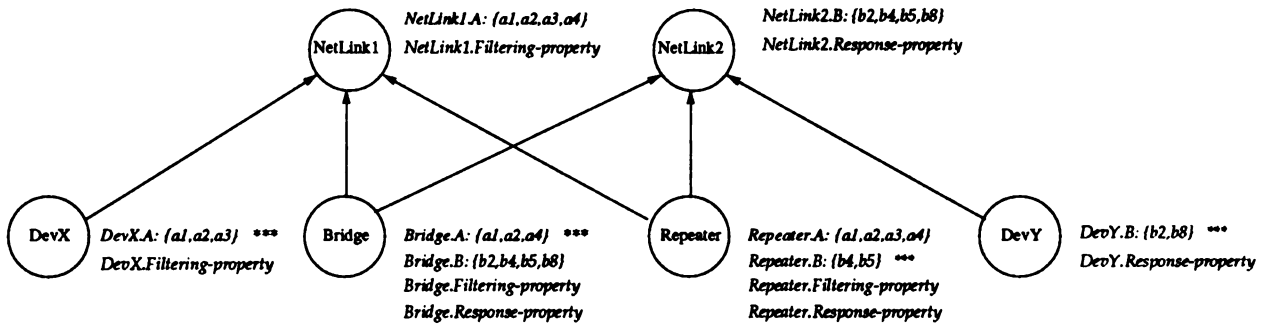 NetLink1
NetLink1.A: {a1,a2,a3,a4}
NetLink1.Filtering-property
NetLink2
NetLink2.B: {b2,b4,b5,b8}
NetLink2.Response-property
DevX
DevX.A: {a1,a2,a3} ***
DevX.Filtering-property
Bridge
Bridge.A: {a1,a2,a4} ***
Bridge.B: {b2,b4,b5,b8}
Bridge.Filtering-property
Bridge.Response-property
Repeater
Repeater.A: {a1,a2,a3,a4}
Repeater.B: {b4,b5} ***
Repeater.Filtering-property
Repeater.Response-property
DevY
DevY.B: {b2,b8} ***
DevY.Response-property